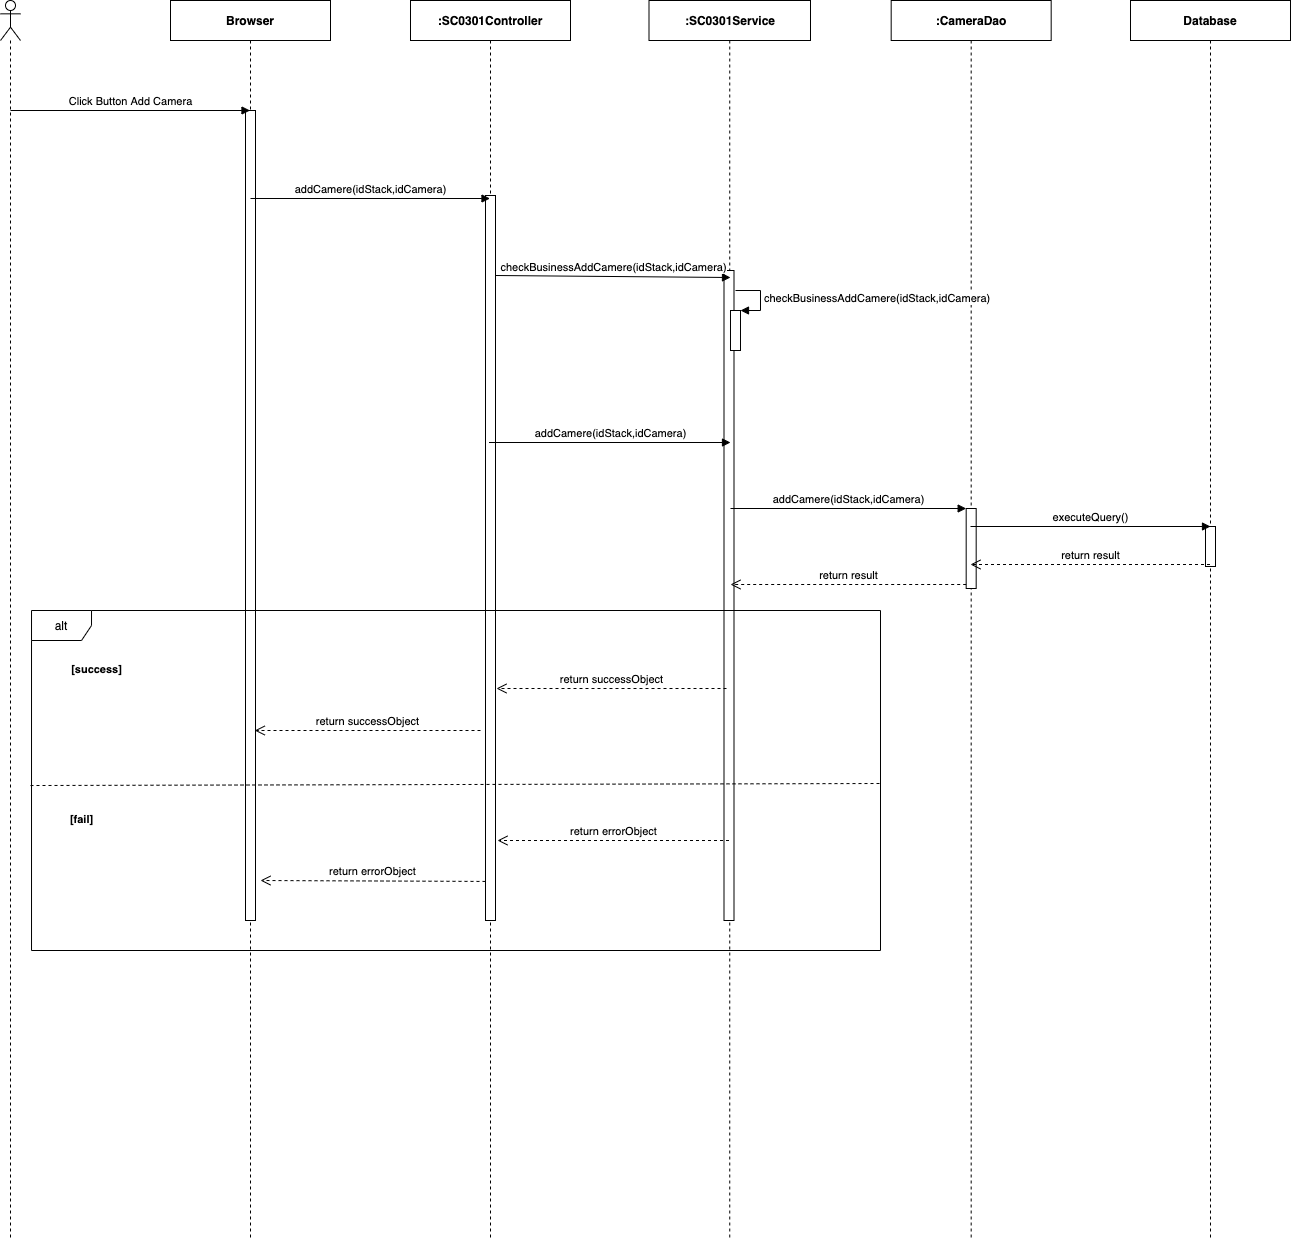 Browser
:SC0301Controller
:SC0301Service
:CameraDao
Database
Click Button Add Camera
addCamere(idStack,idCamera)
checkBusinessAddCamere(idStack,idCamera)
checkBusinessAddCamere(idStack,idCamera)
addCamere(idStack,idCamera)
addCamere(idStack,idCamera)
executeQuery()
return result
return result
alt
[success]
return successObject
return successObject
[fail]
return errorObject
return errorObject